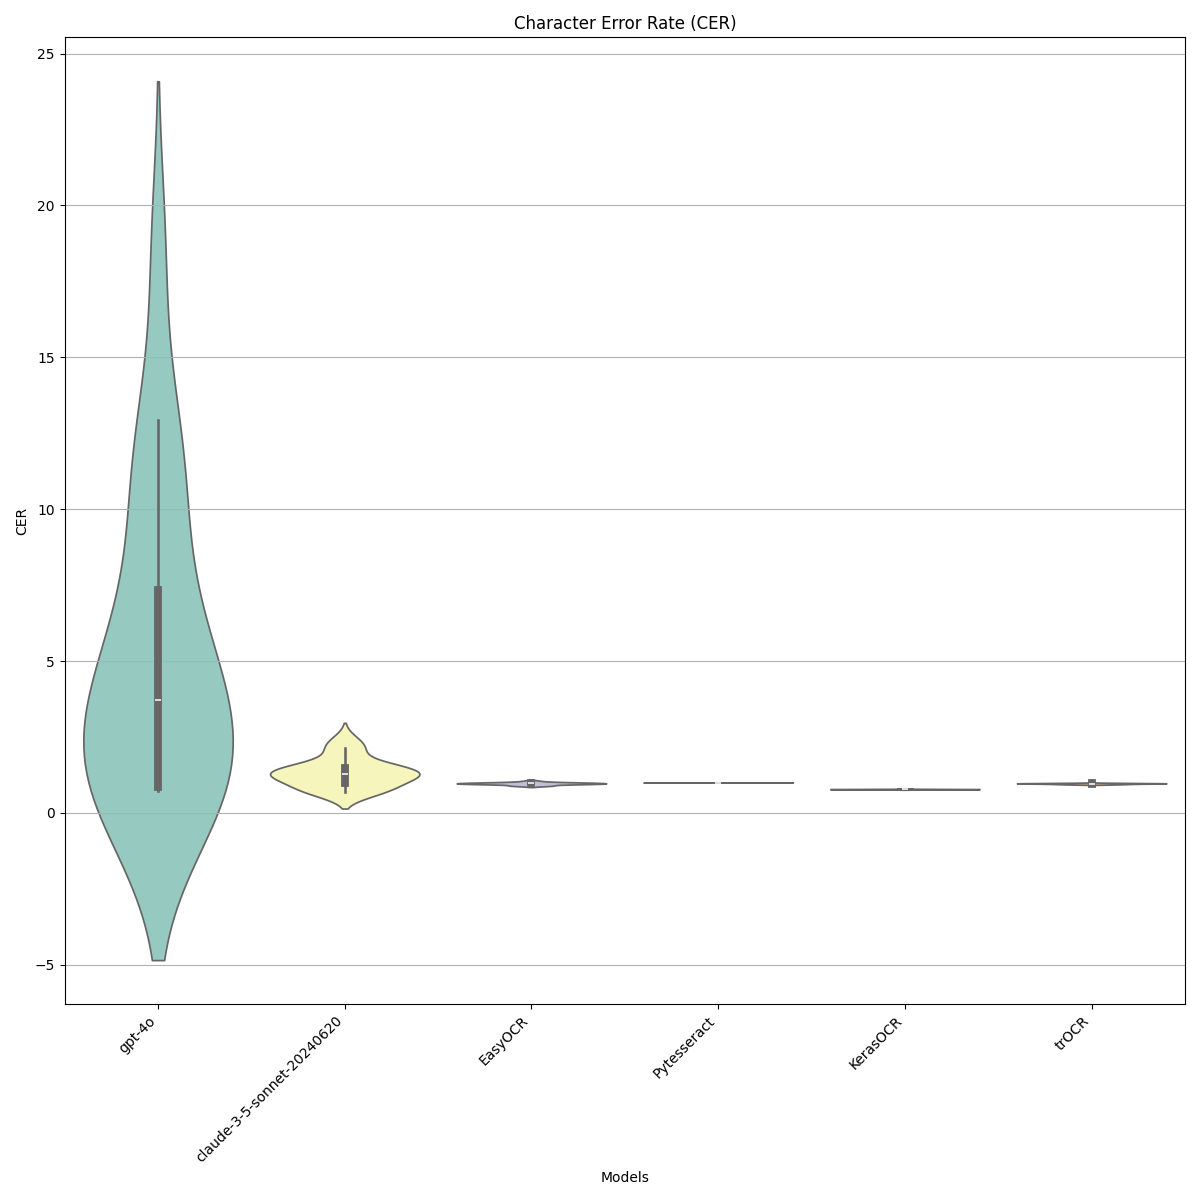 Character Error Rate (CER)
25
20
15
10
5
0
−5
CER
gpt-4o
claude-3-5-sonnet-20240620
EasyOCR
Pytesseract
KerasOCR
trOCR
Models